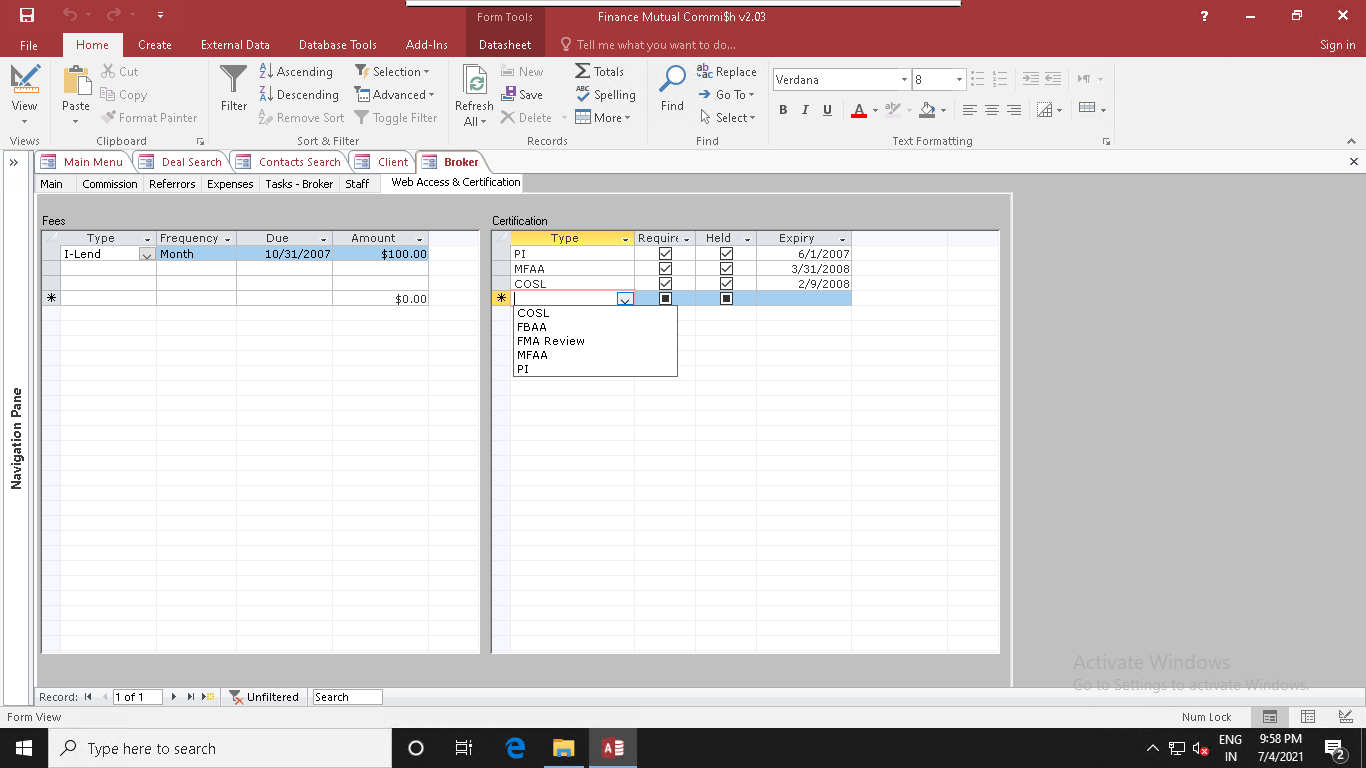 Form Tools
Finance Mutual Commi$h v2.03
?
File
Home
Create
External Data
Database Tools
Add-Ins
Datasheet
Tell me what you want to do...
Sign in
View
Paste
Cut
Copy
Format Painter
Filter
Ascending
Descending
Remove Sort
Selection
Advanced
Toggle Filter
Refresh All
New
Save
Delete
Totals
Spelling
More
Find
Replace
Go To
Select
Verdana
8
B I U
Views
Clipboard
Sort & Filter
Records
Find
Text Formatting
Main Menu
Deal Search
Contacts Search
Client
Broker
Main
Commission
Referrors
Expenses
Tasks - Broker
Staff
Web Access & Certification
Fees
Type Frequency Due Amount
I-Lend Month 10/31/2007 $100.00
$0.00
Certification
Type Require Held Expiry
PI 6/1/2007
MFAA 3/31/2008
COSL 2/9/2008
COSL
FBAA
FMA Review
MFAA
PI
Navigation Pane
Activate Windows
Go to Settings to activate Windows.
Record: 1 of 1 Unfiltered Search
Form View
Num Lock
Type here to search
ENG
IN
9:58 PM
7/4/2021
2